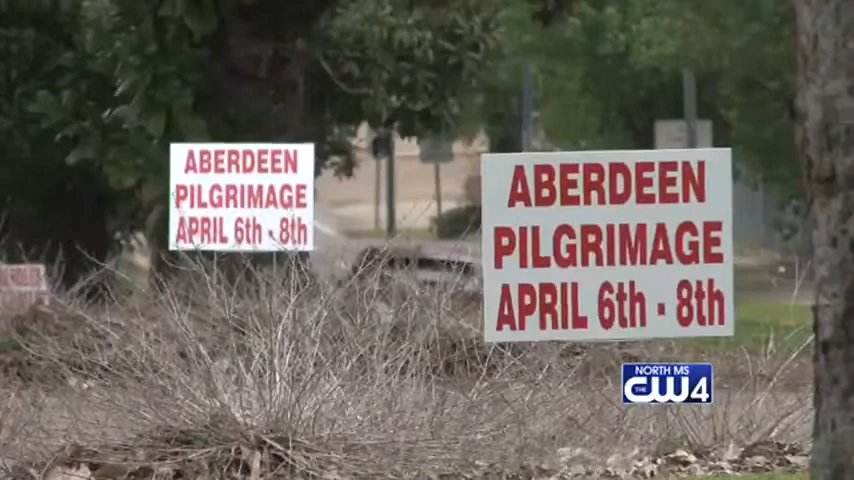 ABERDEEN
PILGRIMAGE
APRIL 6th - 8th
ABERDEEN
PILGRIMAGE
APRIL 6th - 8th
NORTH MS
THE CW4